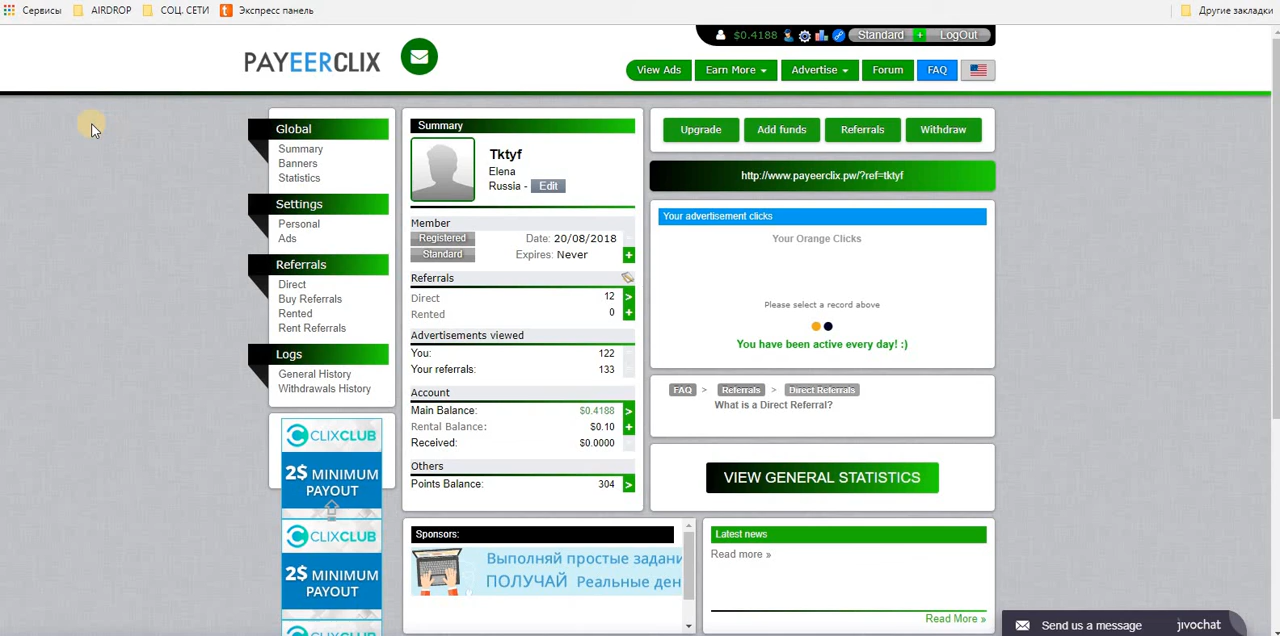 Сервисы AIRDROP СОЦ. СЕТИ Экспресс панель Другие закладки
$0.4188 Standard + LogOut
PAYEERCLIX
View Ads Earn More Advertise Forum FAQ
Global
Summary
Banners
Statistics
Settings
Personal
Ads
Referrals
Direct
Buy Referrals
Rented
Rent Referrals
Logs
General History
Withdrawals History
CLIXCLUB
2$ MINIMUM
PAYOUT
CLIXCLUB
2$ MINIMUM
PAYOUT
CLIXCLUB
Summary
Tktyf
Elena
Russia - Edit
Member
Registered Date: 20/08/2018
Standard Expires: Never +
Referrals
Direct 12 >
Rented 0 +
Advertisements viewed
You: 122
Your referrals: 133
Account
Main Balance: $0.4188 >
Rental Balance: $0.10 +
Received: $0.0000
Others
Points Balance: 304 >
Upgrade Add funds Referrals Withdraw
http://www.payeerclix.pw/?ref=tktyf
Your advertisement clicks
Your Orange Clicks
Please select a record above
You have been active every day! :)
FAQ > Referrals > Direct Referrals
What is a Direct Referral?
VIEW GENERAL STATISTICS
Sponsors:
Выполняй простые задани
ПОЛУЧАЙ Реальные ден
Latest news
Read more »
Read More »
Send us a message jivochat